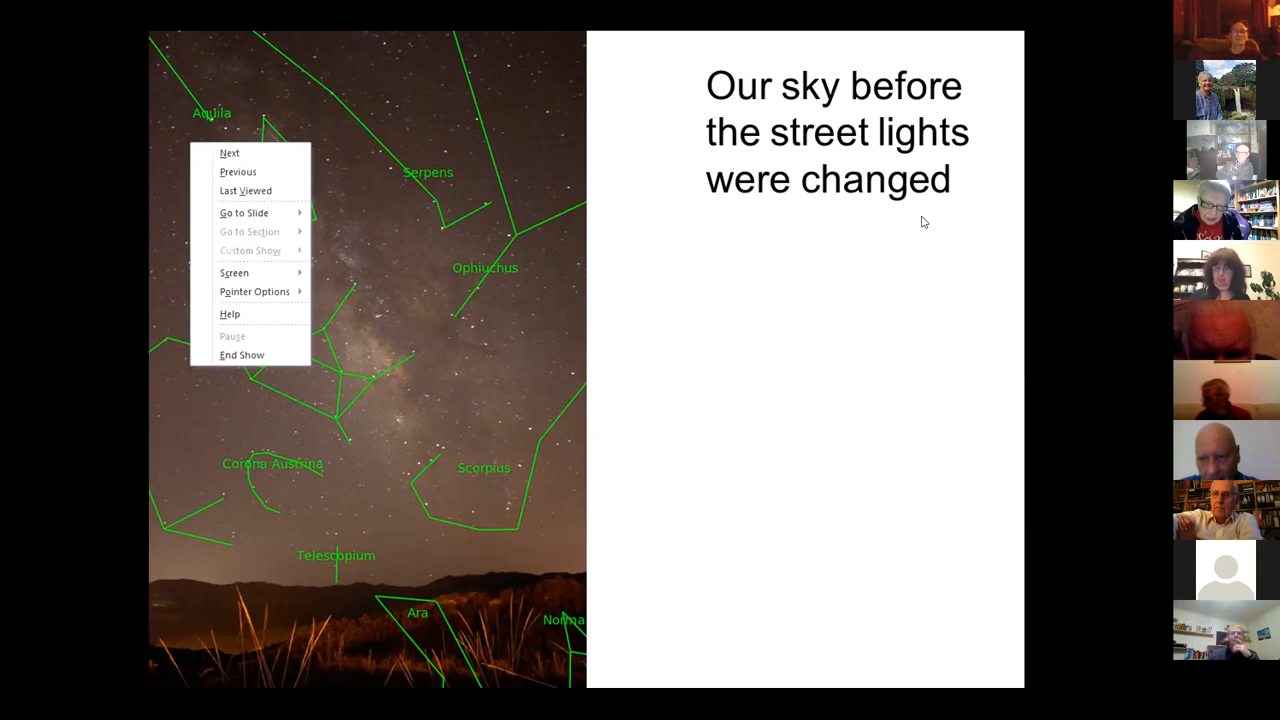 Our sky before
the street lights
were changed
Aquila
Serpens
Ophiuchus
Next
Previous
Last Viewed
Go to Slide
Go to Section
Custom Show
Screen
Pointer Options
Help
Pause
End Show
Corona Austrina
Scorpius
Telescopium
Ara
Norma